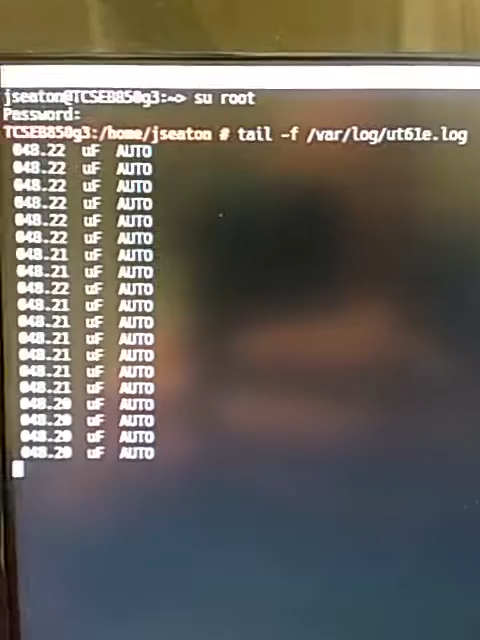 jseaton@TCSEB850g3:~> su root
Password:
TCSEB850g3:/home/jseaton # tail -f /var/log/ut61e.log
048.22 uF AUTO
048.22 uF AUTO
048.22 uF AUTO
048.22 uF AUTO
048.22 uF AUTO
048.22 uF AUTO
048.21 uF AUTO
048.21 uF AUTO
048.22 uF AUTO
048.21 uF AUTO
048.21 uF AUTO
048.21 uF AUTO
048.21 uF AUTO
048.21 uF AUTO
048.21 uF AUTO
048.20 uF AUTO
048.20 uF AUTO
048.20 uF AUTO
048.20 uF AUTO